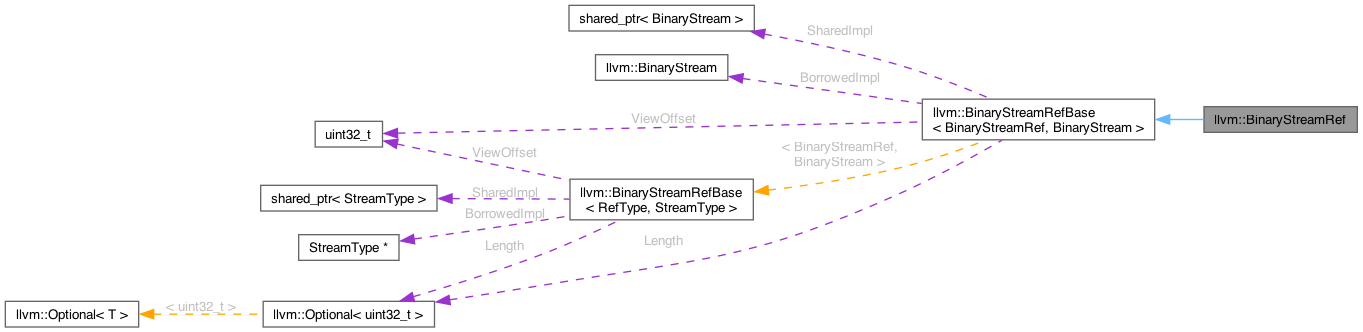 shared_ptr< BinaryStream >
SharedImpl
llvm::BinaryStream
BorrowedImpl
llvm::BinaryStreamRefBase
< BinaryStreamRef, BinaryStream >
llvm::BinaryStreamRef
uint32_t
ViewOffset
ViewOffset
< BinaryStreamRef,
BinaryStream >
shared_ptr< StreamType >
SharedImpl
llvm::BinaryStreamRefBase
< RefType, StreamType >
BorrowedImpl
StreamType *
Length
Length
llvm::Optional< T >
< uint32_t >
llvm::Optional< uint32_t >